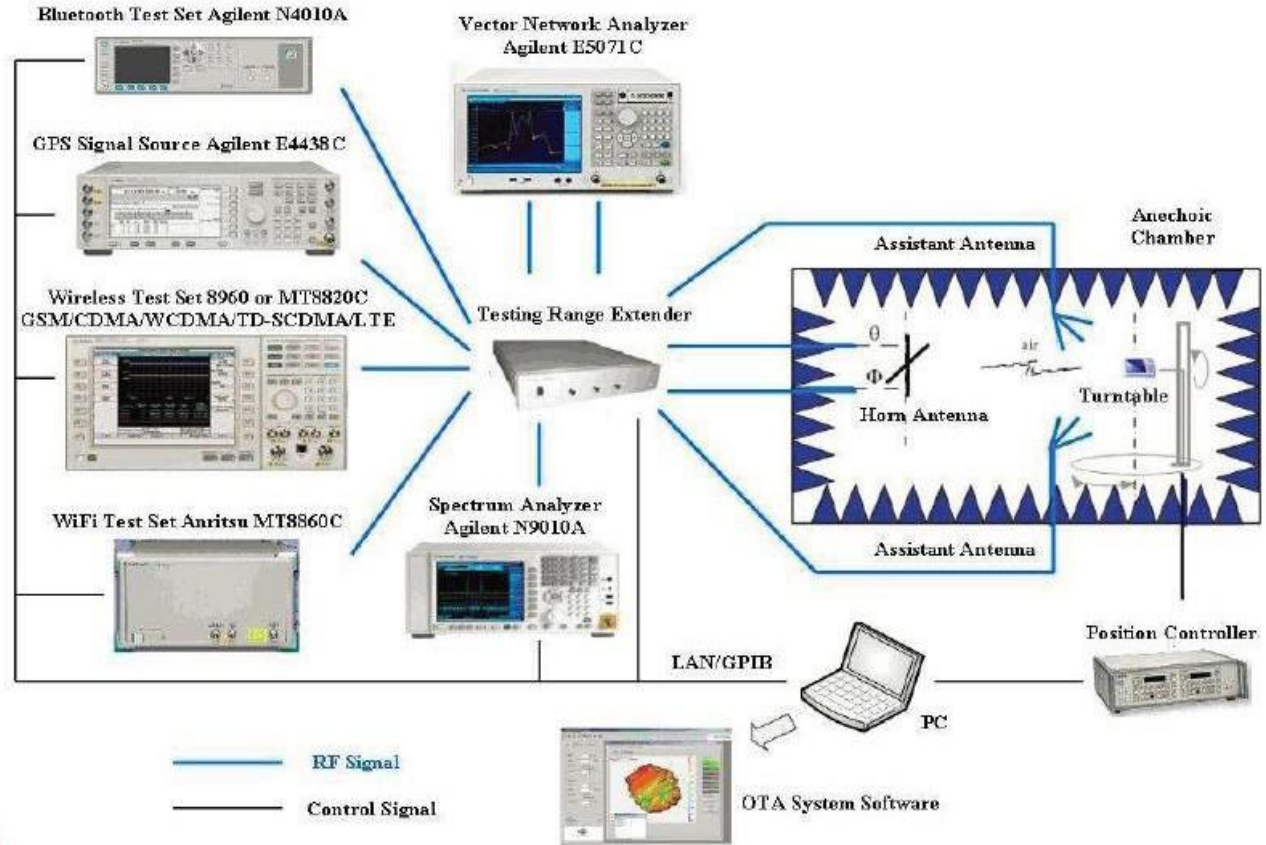 Bluetooth Test Set Agilent N4010A
Vector Network Analyzer
Agilent E5071C
GPS Signal Source Agilent E4438C
Anechoic
Chamber
Assistant Antenna
Wireless Test Set 8960 or MT8820C
GSM/CDMA/WCDMA/TD-SCDMA/LTE
Testing Range Extender
θ
air
Φ
Horn Antenna
Turntable
WiFi Test Set Anritsu MT8860C
Spectrum Analyzer
Agilent N9010A
Assistant Antenna
Position Controller
LAN/GPIB
PC
RF Signal
Control Signal
OTA System Software